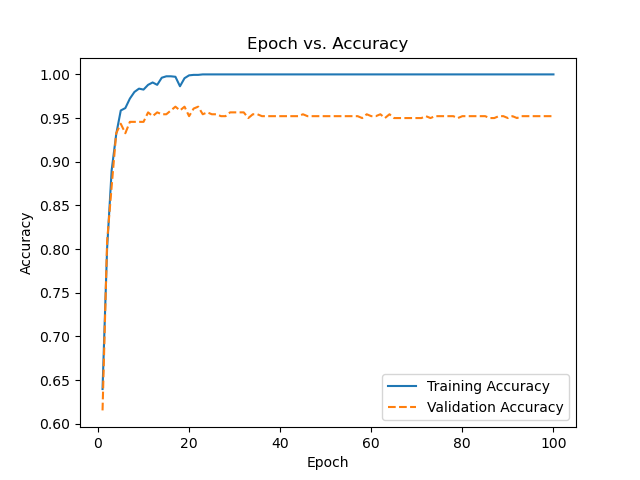 Epoch vs. Accuracy
1.00
0.95
0.90
0.85
0.80
0.75
0.70
0.65
0.60
Accuracy
0 20 40 60 80 100
Epoch
Training Accuracy
Validation Accuracy